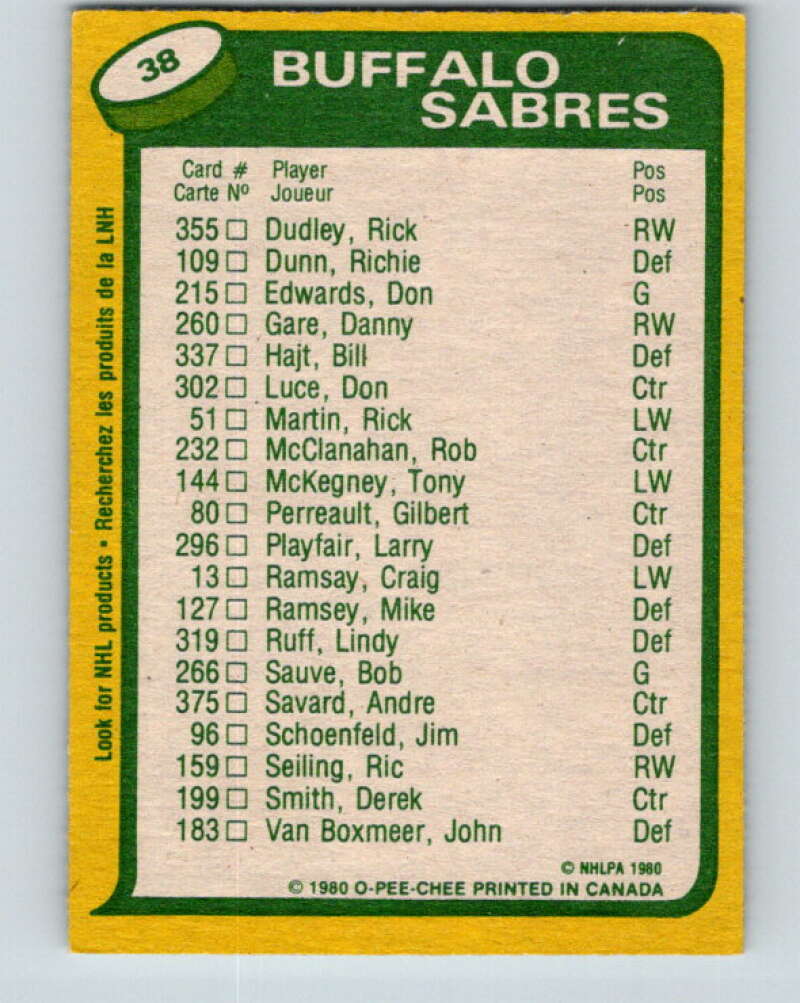 38
BUFFALO
SABRES
Card # Player Pos
Carte Nº Joueur Pos
355 □ Dudley, Rick RW
109 □ Dunn, Richie Def
215 □ Edwards, Don G
260 □ Gare, Danny RW
337 □ Hajt, Bill Def
302 □ Luce, Don Ctr
51 □ Martin, Rick LW
232 □ McClanahan, Rob Ctr
144 □ McKegney, Tony LW
80 □ Perreault, Gilbert Ctr
296 □ Playfair, Larry Def
13 □ Ramsay, Craig LW
127 □ Ramsey, Mike Def
319 □ Ruff, Lindy Def
266 □ Sauve, Bob G
375 □ Savard, Andre Ctr
96 □ Schoenfeld, Jim Def
159 □ Seiling, Ric RW
199 □ Smith, Derek Ctr
183 □ Van Boxmeer, John Def
© NHLPA 1980
© 1980 O-PEE-CHEE PRINTED IN CANADA
Look for NHL products • Recherchez les produits de la LNH